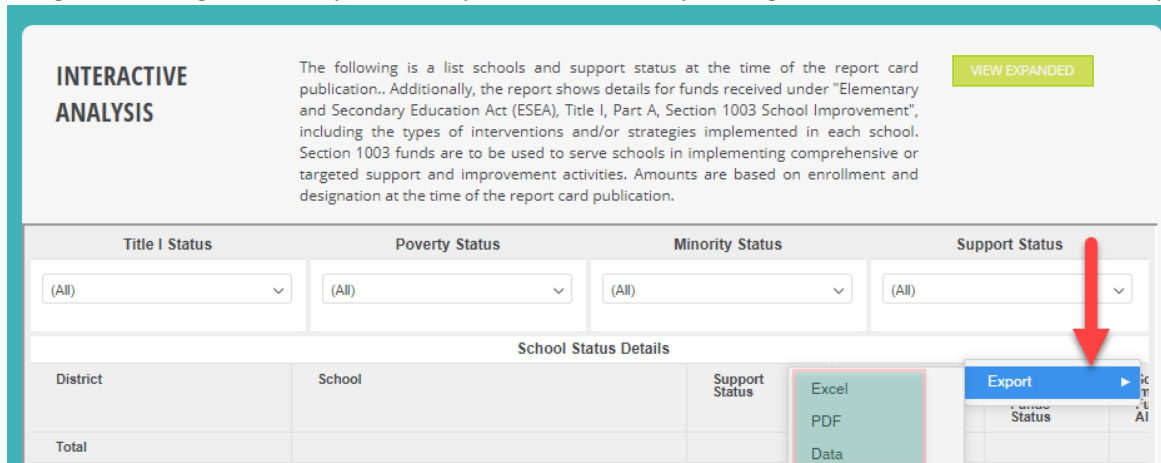 INTERACTIVE
ANALYSIS
The following is a list schools and support status at the time of the report card
publication.. Additionally, the report shows details for funds received under "Elementary
and Secondary Education Act (ESEA), Title I, Part A, Section 1003 School Improvement",
including the types of interventions and/or strategies implemented in each school.
Section 1003 funds are to be used to serve schools in implementing comprehensive or
targeted support and improvement activities. Amounts are based on enrollment and
designation at the time of the report card publication.
VIEW EXPANDED
Title I Status
Poverty Status
Minority Status
Support Status
(All)
(All)
(All)
(All)
School Status Details
District
School
Support
Status
Excel
PDF
Data
Export
Status
Total